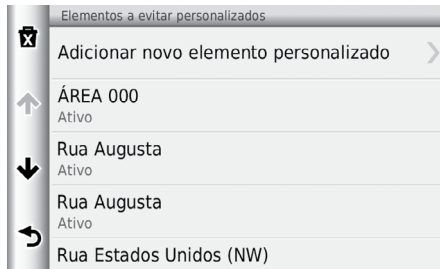 Elementos a evitar personalizados
Adicionar novo elemento personalizado
ÁREA 000
Ativo
Rua Augusta
Ativo
Rua Augusta
Ativo
Rua Estados Unidos (NW)